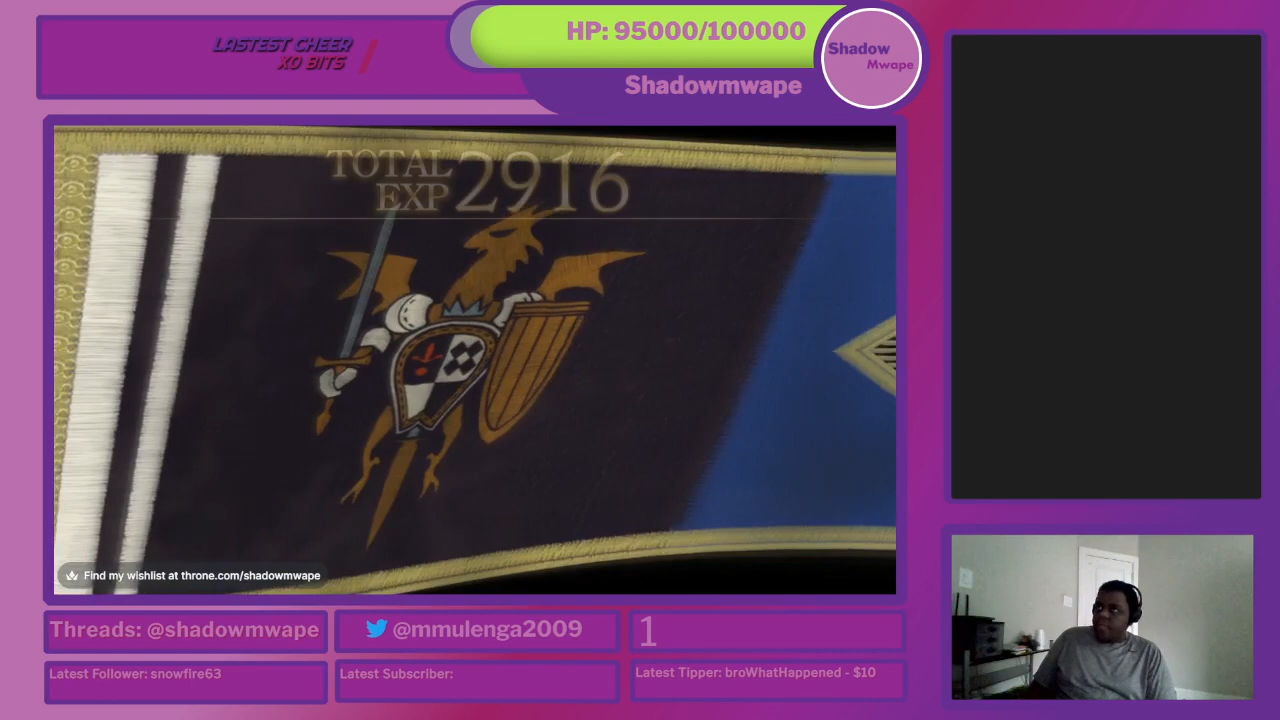 LASTEST CHEER
XO BITS
/
HP: 95000/100000
Shadowmwape
Shadow
Mwape
TOTAL
EXP 2916
Find my wishlist at throne.com/shadowmwape
Threads: @shadowmwape
@mmulenga2009
1
Latest Follower: snowfire63
Latest Subscriber:
Latest Tipper: broWhatHappened - $10